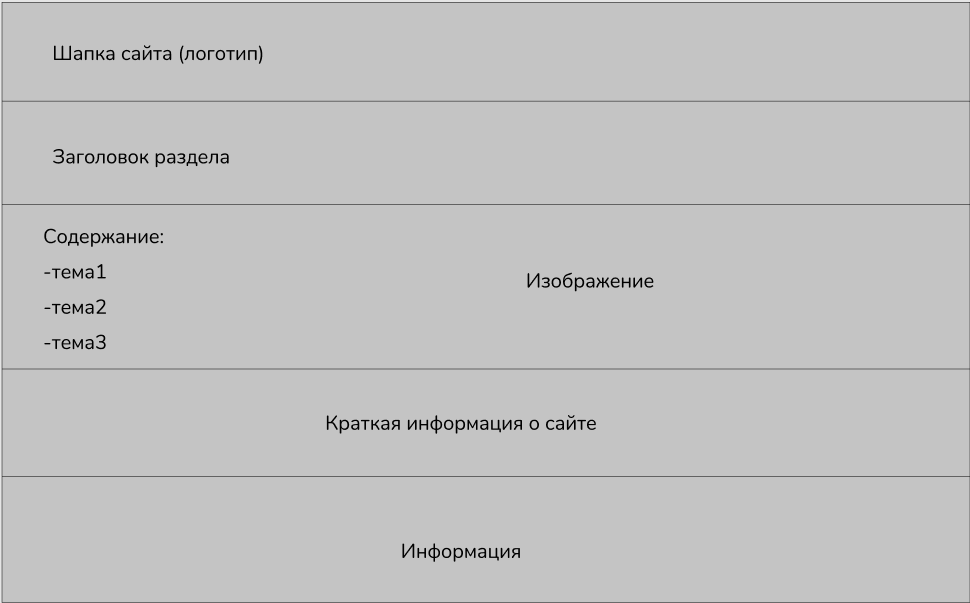 Шапка сайта (логотип)
Заголовок раздела
Содержание:
-тема1
-тема2
-тема3
Изображение
Краткая информация о сайте
Информация